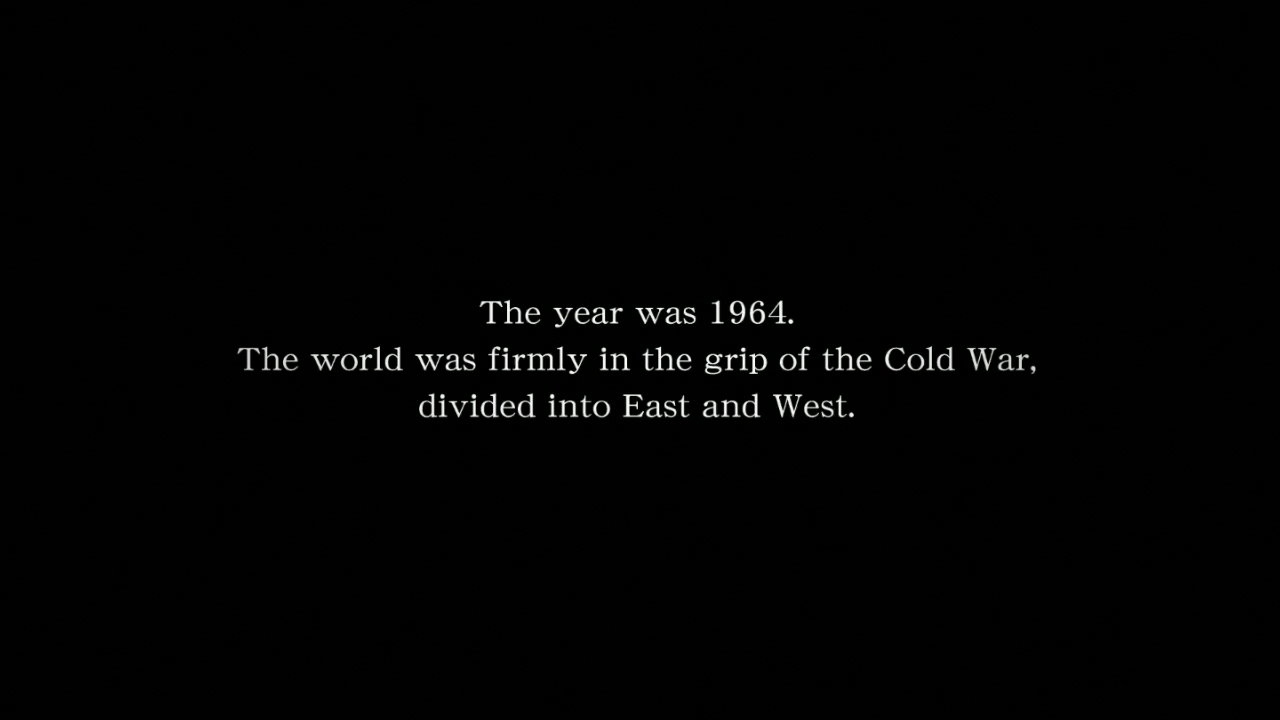 The year was 1964.
The world was firmly in the grip of the Cold War,
divided into East and West.